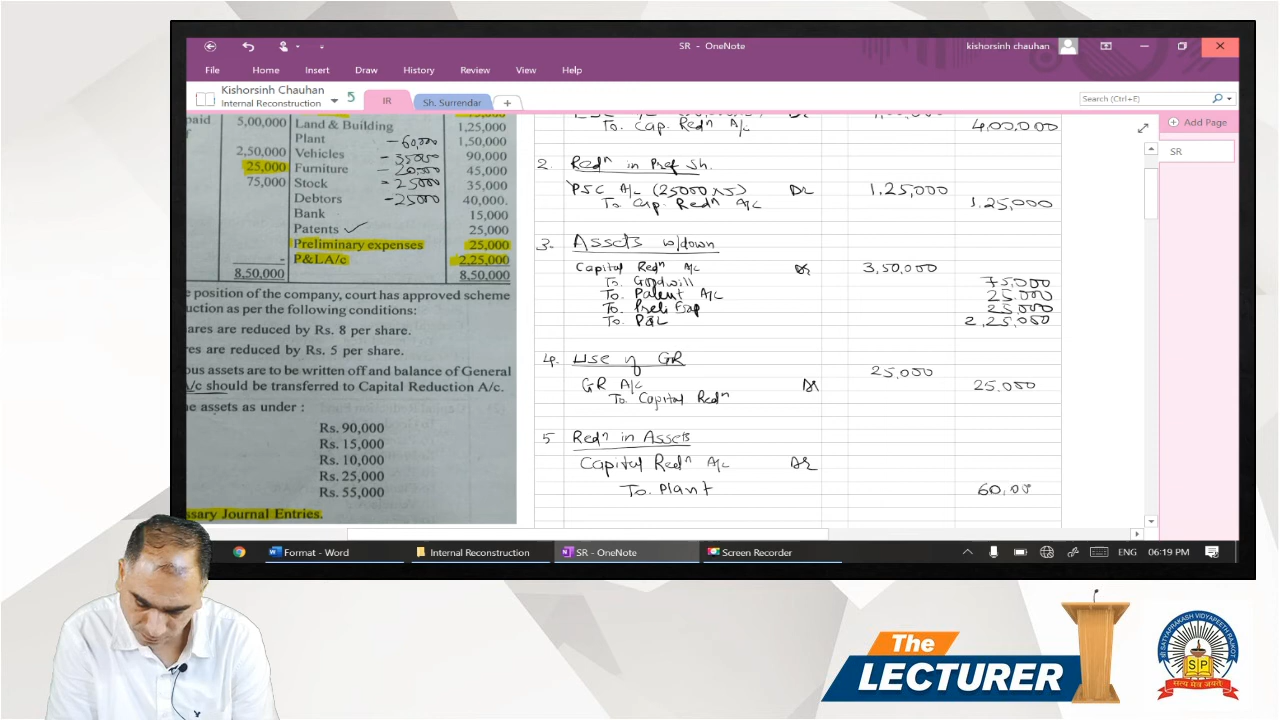 SR - OneNote
kishorsinh chauhan
File Home Insert Draw History Review View Help
Kishorsinh Chauhan
Internal Reconstruction
IR
Sh. Surrendar
Search (Ctrl+E)
Add Page
SR
paid
5,00,000
Land & Building
1,25,000
Plant
- 60,000
1,50,000
2,50,000
Vehicles
- 35000
90,000
25,000
Furniture
- 20,000
45,000
75,000
Stock
- 25000
35,000
Debtors
- 25000
40,000.
Bank
15,000
Patents
25,000
Preliminary expenses
25,000
P&LA/c
2,25,000
8,50,000
8,50,000
e position of the company, court has approved scheme
uction as per the following conditions:
ares are reduced by Rs. 8 per share.
res are reduced by Rs. 5 per share.
ous assets are to be written off and balance of General
A/c should be transferred to Capital Reduction A/c.
ne assets as under :
Rs. 90,000
Rs. 15,000
Rs. 10,000
Rs. 25,000
Rs. 55,000
ssary Journal Entries.
To Cap. Redn A/c
4,00,000
2. Redn in Pref Sh.
PSC A/c (25000 x 5) Dr 1,25,000
To Cap. Redn A/c 1,25,000
3. Assets w/down
Capital Redn A/c Dr 3,50,000
To. Goodwill 75,000
To. Patent A/c 25,000
To. Preli Exp 25,000
To. P&L 2,25,000
4. Use of GR
GR A/c Dr 25,000
To. Capital Redn 25,000
5 Redn in Assets
Capital Redn A/c Dr
To. Plant 60,00
Format - Word
Internal Reconstruction
SR - OneNote
Screen Recorder
ENG
06:19 PM
The
LECTURER
SP
सत्यमेव जयते